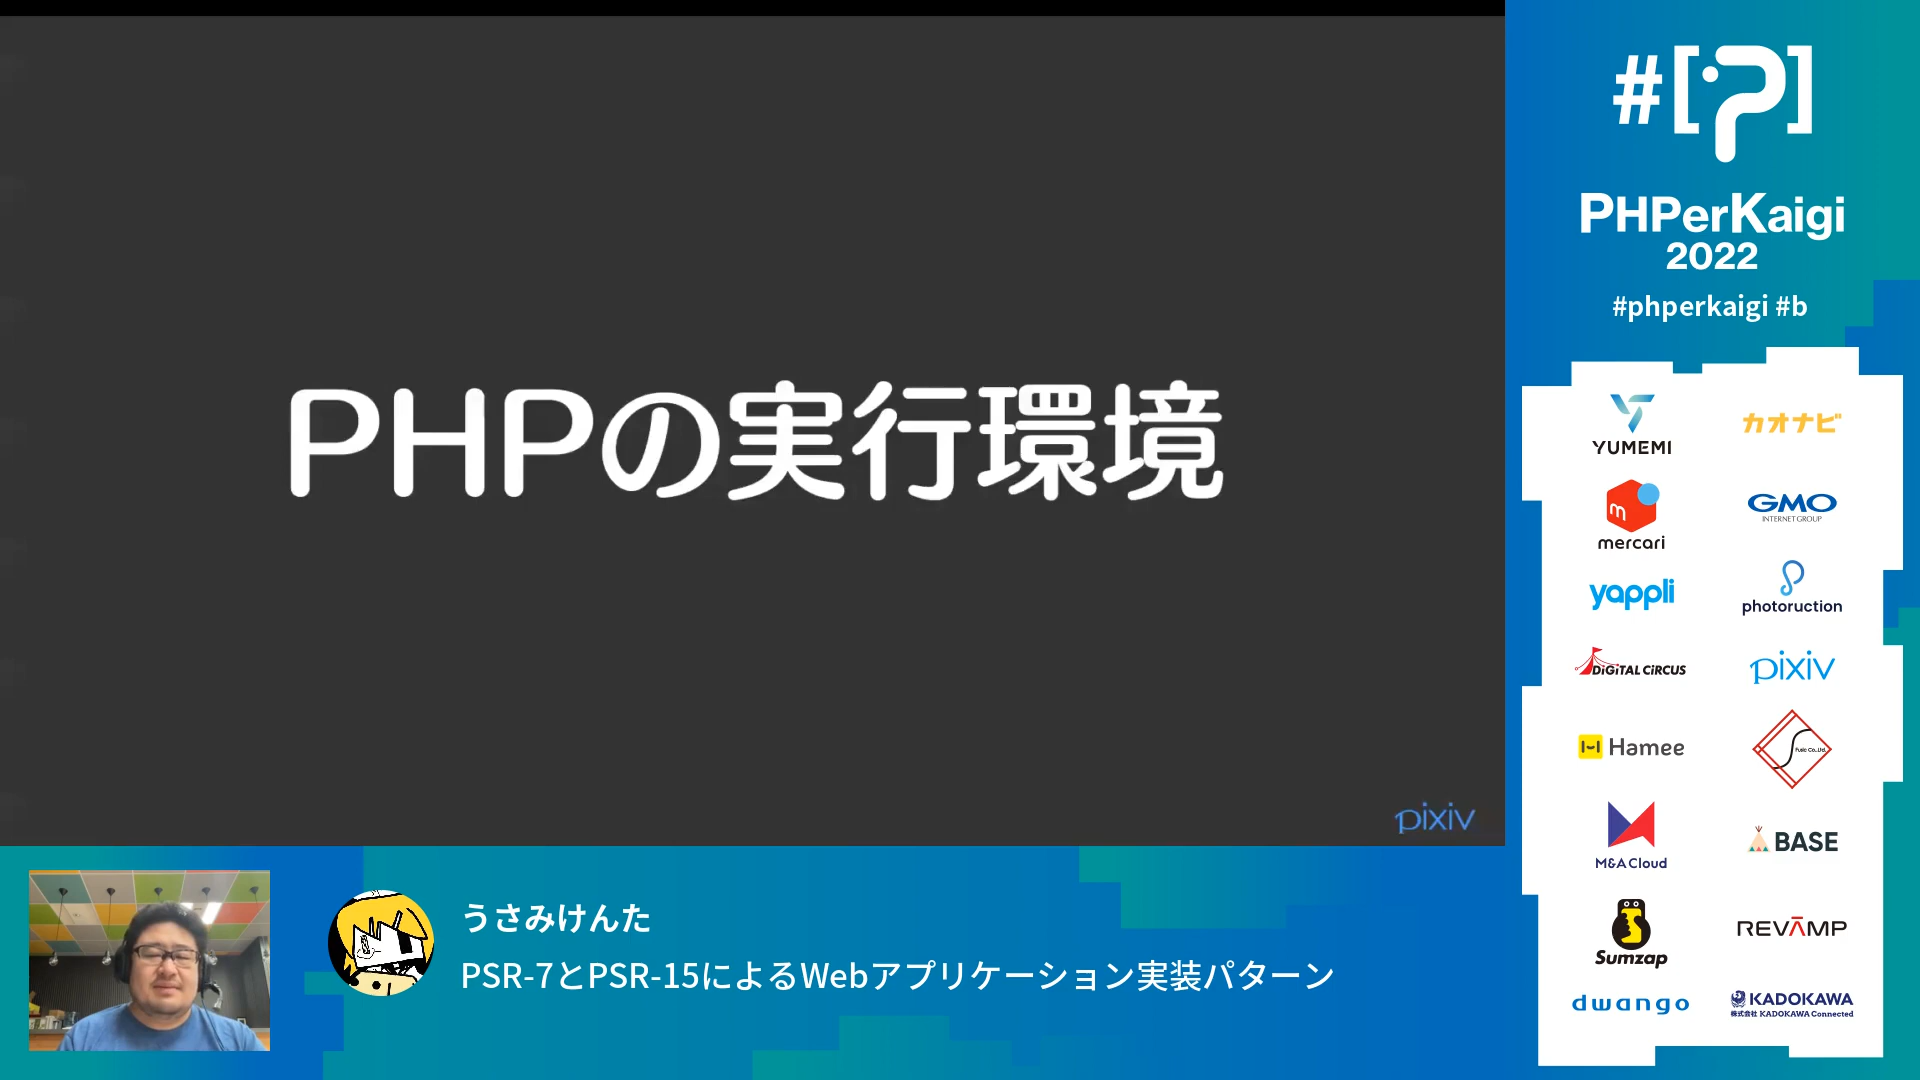 PHPの実行環境
pixiv
うさみけんた
PSR-7とPSR-15によるWebアプリケーション実装パターン
#[P]
PHPerKaigi
2022
#phperkaigi #b
YUMEMI
カオナビ
mercari
GMO
INTERNET GROUP
yappli
photoruction
DIGITAL CIRCUS
pixiv
Hamee
Fusic Co.,Ltd.
M&A Cloud
BASE
Sumzap
REVAMP
dwango
KADOKAWA
株式会社 KADOKAWA Connected